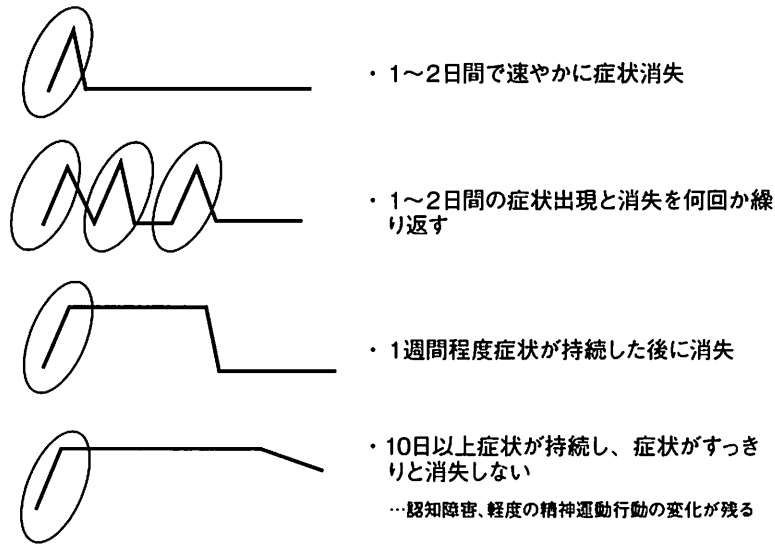 ・1～2日間で速やかに症状消失
・1～2日間の症状出現と消失を何回か繰
り返す
・1週間程度症状が持続した後に消失
・10日以上症状が持続し、症状がすっき
りと消失しない
…認知障害、軽度の精神運動行動の変化が残る